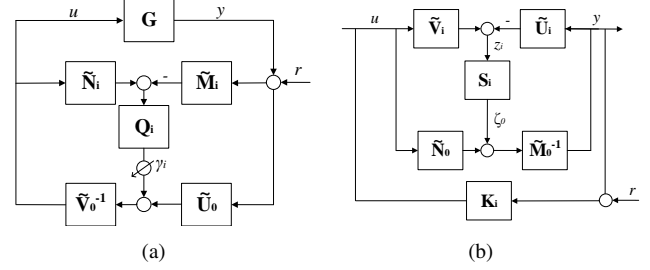 u G y
Ñi - M̃i r
Qi
γi
Ṽ0-1 Ũ0
(a)
u Ṽi - Ũi y
zi
Si
ζ0
Ñ0 M̃0-1
Ki r
(b)